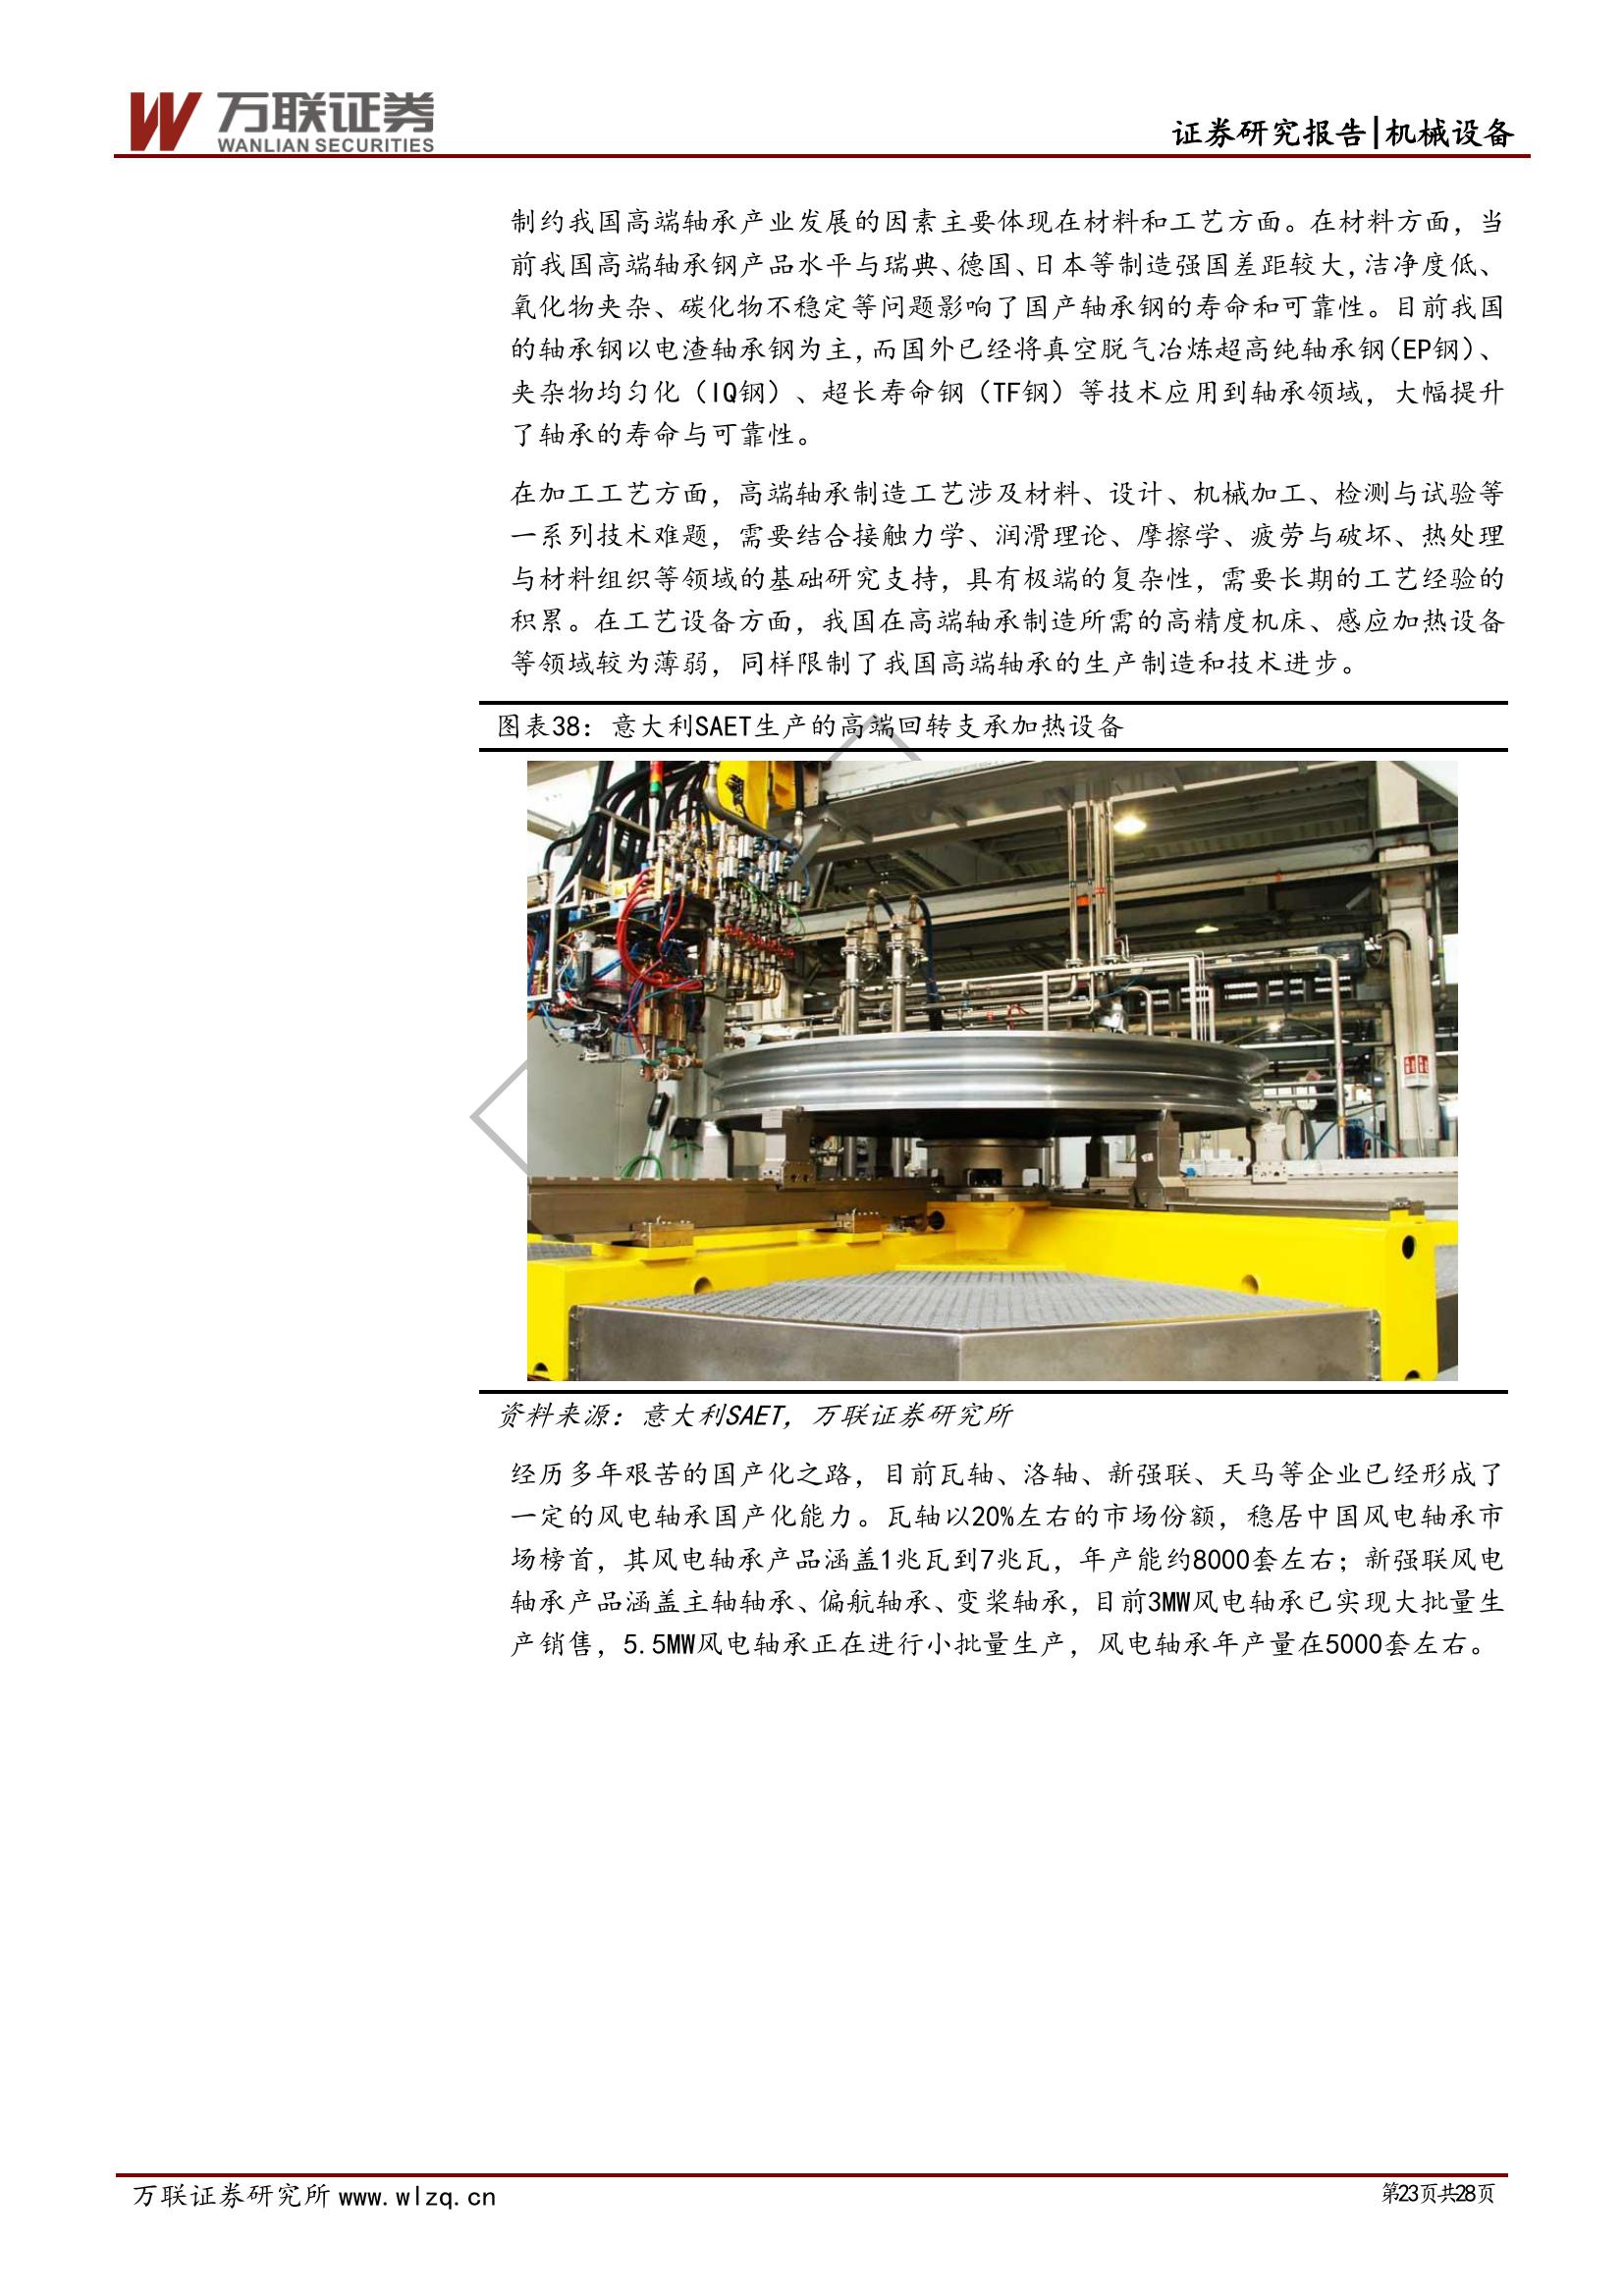 万联证券
WANLIAN SECURITIES
证券研究报告|机械设备
制约我国高端轴承产业发展的因素主要体现在材料和工艺方面。在材料方面，当
前我国高端轴承钢产品水平与瑞典、德国、日本等制造强国差距较大，洁净度低、
氧化物夹杂、碳化物不稳定等问题影响了国产轴承钢的寿命和可靠性。目前我国
的轴承钢以电渣轴承钢为主，而国外已经将真空脱气冶炼超高纯轴承钢（EP钢）、
夹杂物均匀化（IQ钢）、超长寿命钢（TF钢）等技术应用到轴承领域，大幅提升
了轴承的寿命与可靠性。
在加工工艺方面，高端轴承制造工艺涉及材料、设计、机械加工、检测与试验等
一系列技术难题，需要结合接触力学、润滑理论、摩擦学、疲劳与破坏、热处理
与材料组织等领域的基础研究支持，具有极端的复杂性，需要长期的工艺经验的
积累。在工艺设备方面，我国在高端轴承制造所需的高精度机床、感应加热设备
等领域较为薄弱，同样限制了我国高端轴承的生产制造和技术进步。
图表38：意大利SAET生产的高端回转支承加热设备
资料来源：意大利SAET，万联证券研究所
经历多年艰苦的国产化之路，目前瓦轴、洛轴、新强联、天马等企业已经形成了
一定的风电轴承国产化能力。瓦轴以20%左右的市场份额，稳居中国风电轴承市
场榜首，其风电轴承产品涵盖1兆瓦到7兆瓦，年产能约8000套左右；新强联风电
轴承产品涵盖主轴轴承、偏航轴承、变桨轴承，目前3MW风电轴承已实现大批量生
产销售，5.5MW风电轴承正在进行小批量生产，风电轴承年产量在5000套左右。
万联证券研究所 www.wlzq.cn
第23页共28页